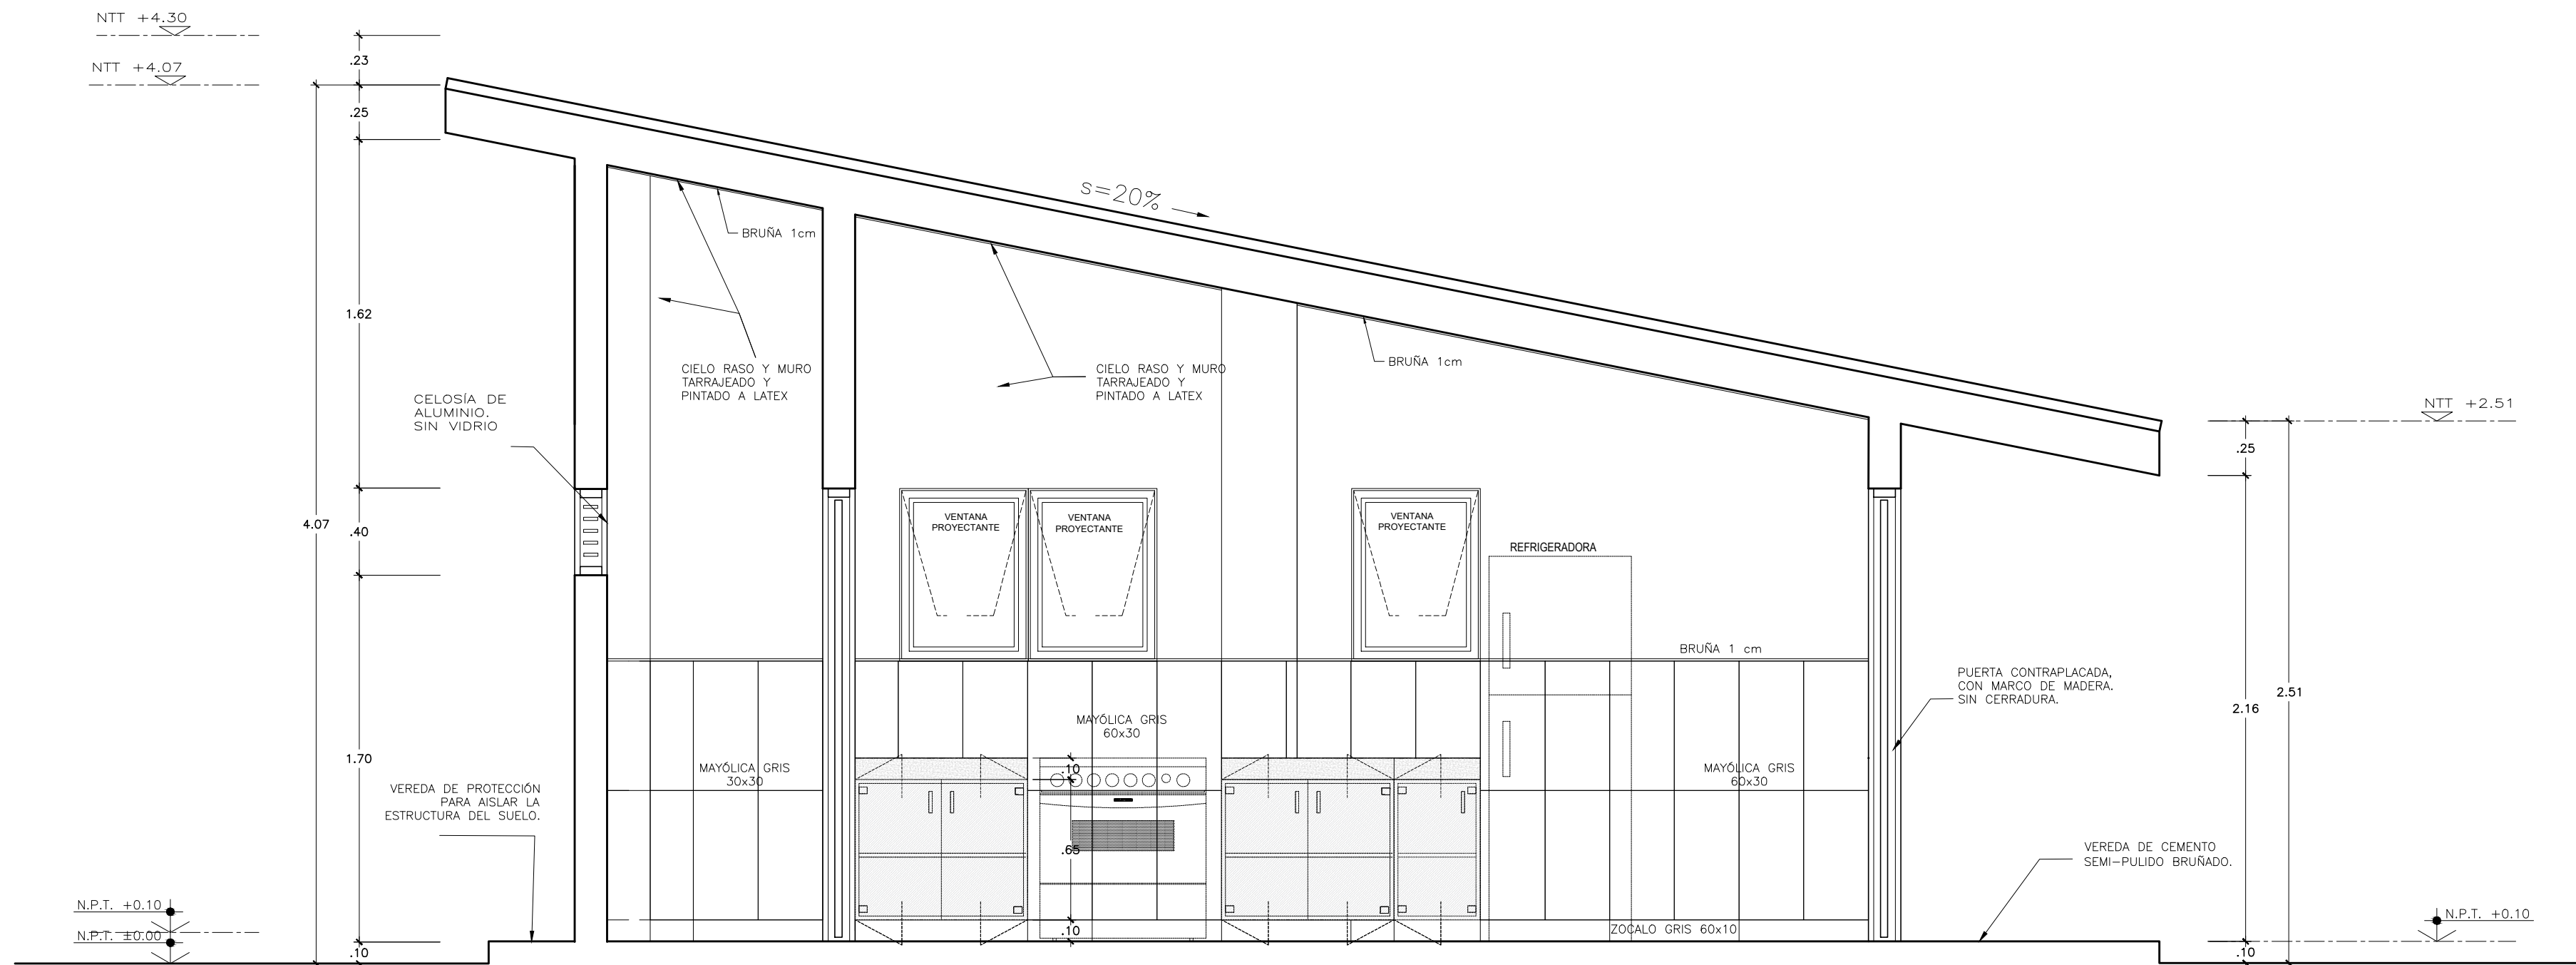 NTT +4.30
.23
NTT +4.07
.25
s=20%
BRUÑA 1cm
1.62
BRUÑA 1cm
CIELO RASO Y MURO
TARRAJEADO Y
PINTADO A LATEX
CIELO RASO Y MURO
TARRAJEADO Y
PINTADO A LATEX
CELOSÍA DE
ALUMINIO.
SIN VIDRIO
NTT +2.51
.25
4.07
.40
VENTANA
PROYECTANTE
VENTANA
PROYECTANTE
VENTANA
PROYECTANTE
REFRIGERADORA
BRUÑA 1 cm
PUERTA CONTRAPLACADA,
CON MARCO DE MADERA.
SIN CERRADURA.
2.51
2.16
MAYÓLICA GRIS
60x30
1.70
MAYÓLICA GRIS
30x30
.10
MAYÓLICA GRIS
60x30
VEREDA DE PROTECCIÓN
PARA AISLAR LA
ESTRUCTURA DEL SUELO.
.65
VEREDA DE CEMENTO
SEMI-PULIDO BRUÑADO.
N.P.T. +0.10
N.P.T. +0.10
.10
ZOCALO GRIS 60x10
N.P.T. ±0.00
.10
.10